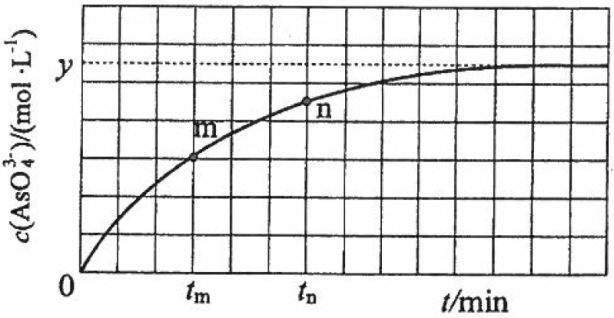 c(AsO₄³⁻)/(mol·L⁻¹)
y
m
n
0
tₘ
tₙ
t/min